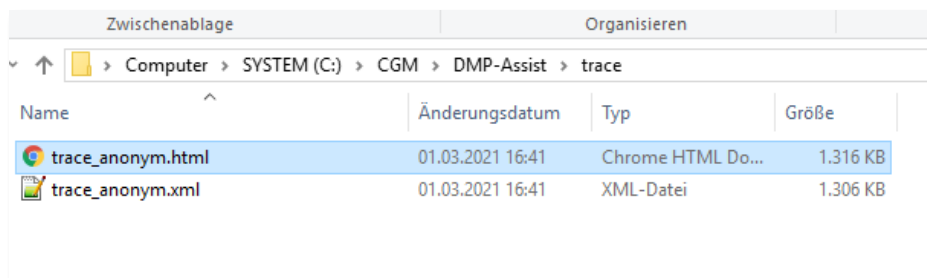 Zwischenablage Organisieren
Computer > SYSTEM (C:) > CGM > DMP-Assist > trace
Name Änderungsdatum Typ Größe
trace_anonym.html 01.03.2021 16:41 Chrome HTML Do... 1.316 KB
trace_anonym.xml 01.03.2021 16:41 XML-Datei 1.306 KB